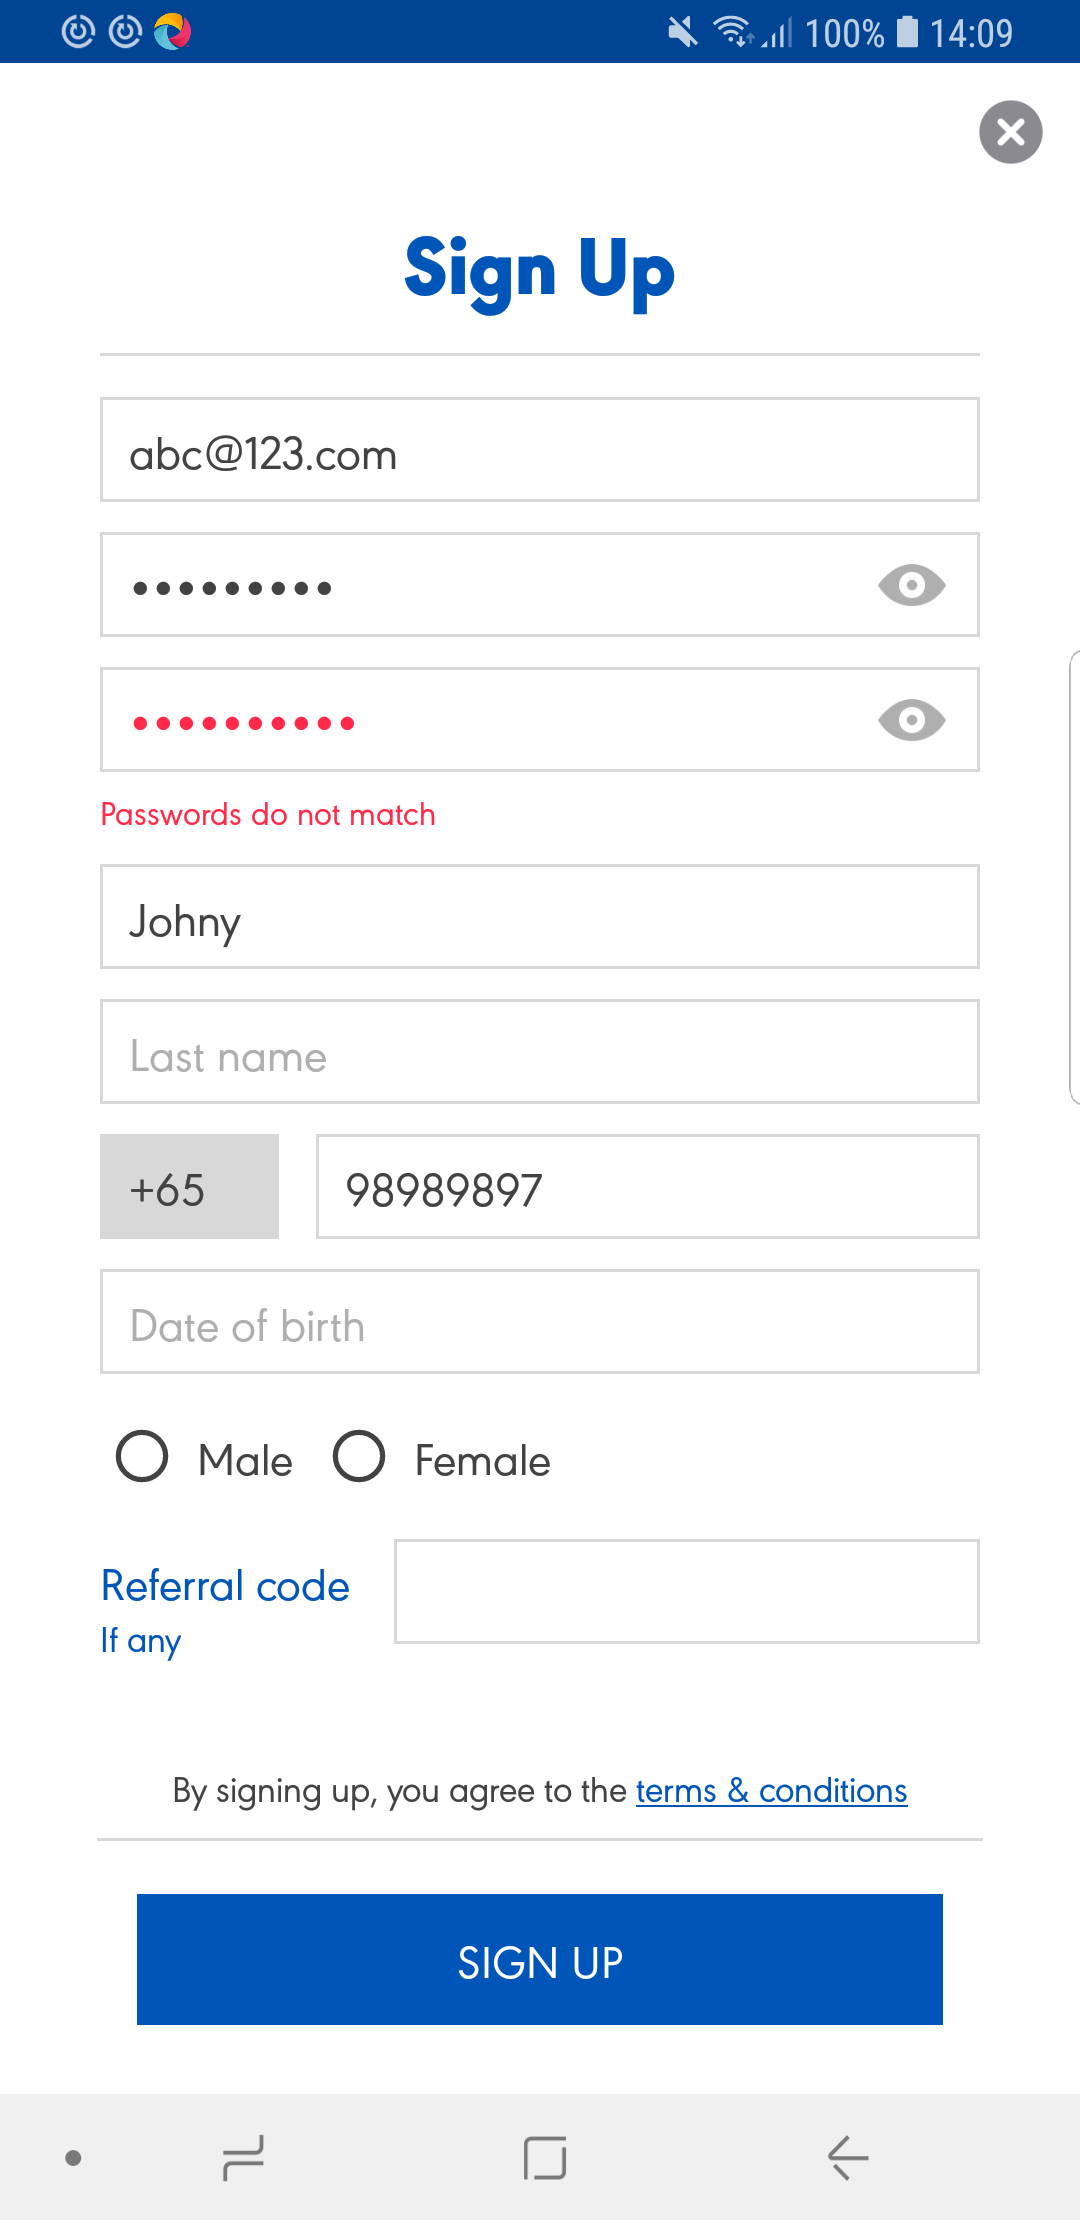 100% 14:09
Sign Up
abc@123.com
•••••••••
••••••••••
Passwords do not match
Johny
Last name
+65 98989897
Date of birth
Male Female
Referral code
If any
By signing up, you agree to the terms & conditions
SIGN UP